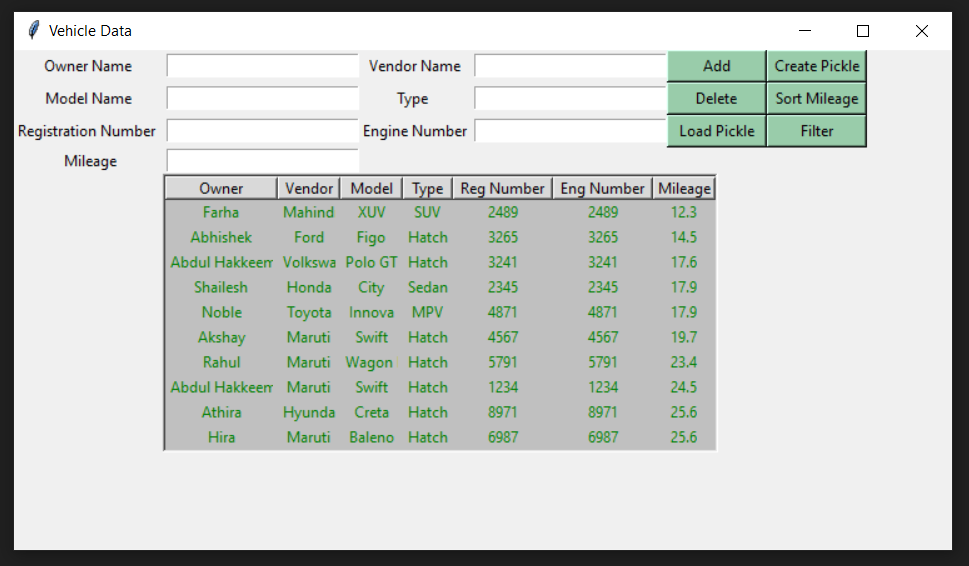 Vehicle Data
Owner Name Vendor Name Add Create Pickle
Model Name Type Delete Sort Mileage
Registration Number Engine Number Load Pickle Filter
Mileage
Owner Vendor Model Type Reg Number Eng Number Mileage
Farha Mahind XUV SUV 2489 2489 12.3
Abhishek Ford Figo Hatch 3265 3265 14.5
Abdul Hakkeem Volkswa Polo GT Hatch 3241 3241 17.6
Shailesh Honda City Sedan 2345 2345 17.9
Noble Toyota Innova MPV 4871 4871 17.9
Akshay Maruti Swift Hatch 4567 4567 19.7
Rahul Maruti Wagon Hatch 5791 5791 23.4
Abdul Hakkeem Maruti Swift Hatch 1234 1234 24.5
Athira Hyunda Creta Hatch 8971 8971 25.6
Hira Maruti Baleno Hatch 6987 6987 25.6